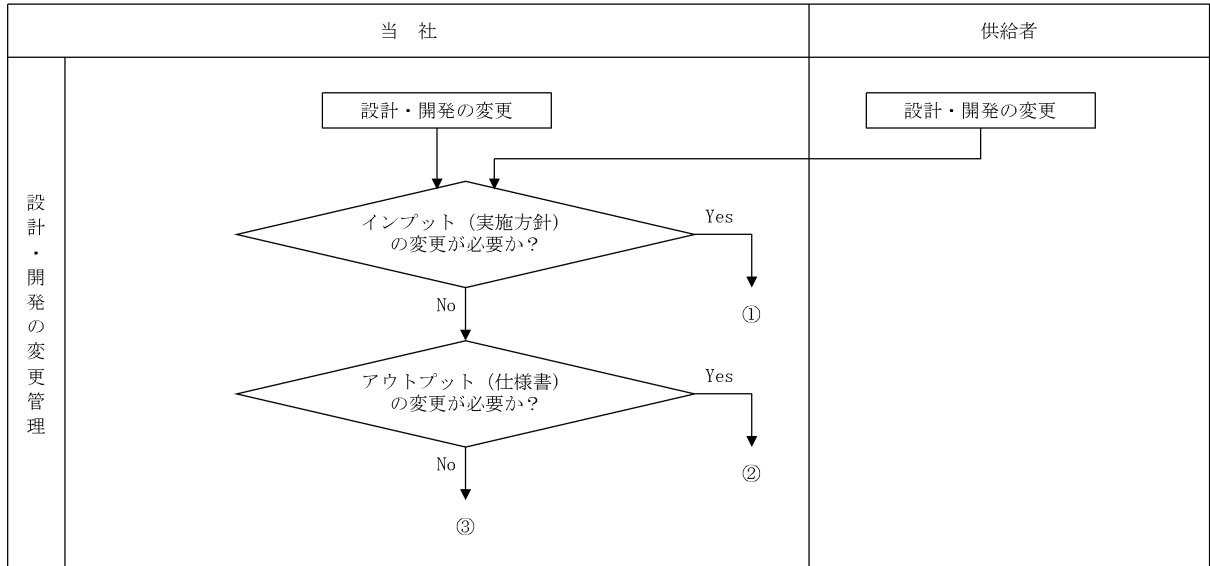 当　社
供給者
設計・開発の変更管理
設計・開発の変更
設計・開発の変更
インプット（実施方針）
の変更が必要か？
Yes
①
No
アウトプット（仕様書）
の変更が必要か？
Yes
②
No
③